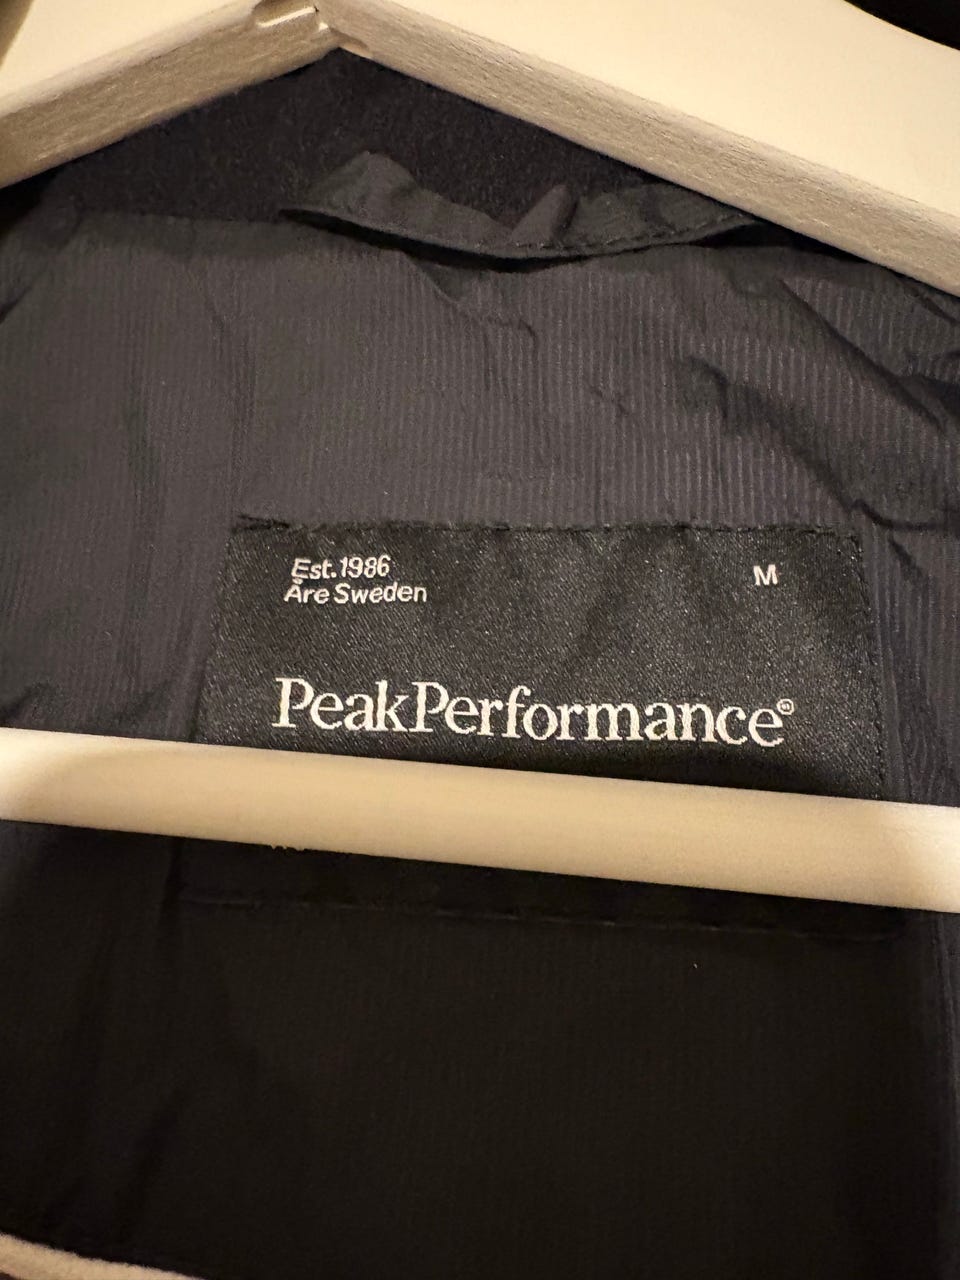 Est. 1986
Åre Sweden
M
PeakPerformance®